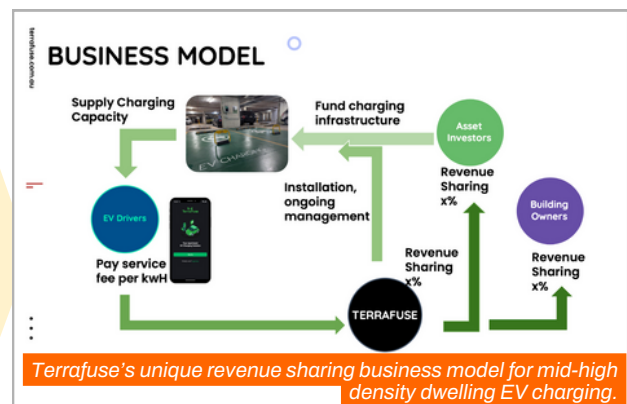 terrafuse.com.au
BUSINESS MODEL
Supply Charging
Capacity
EV CHARGING
Fund charging
infrastructure
Asset
Investors
Revenue
Sharing
x%
Installation,
ongoing
management
Building
Owners
Revenue
Sharing
x%
EV Drivers
Pay service
fee per kwH
Revenue
Sharing
x%
TERRAFUSE
Terrafuse's unique revenue sharing business model for mid-high
density dwelling EV charging.